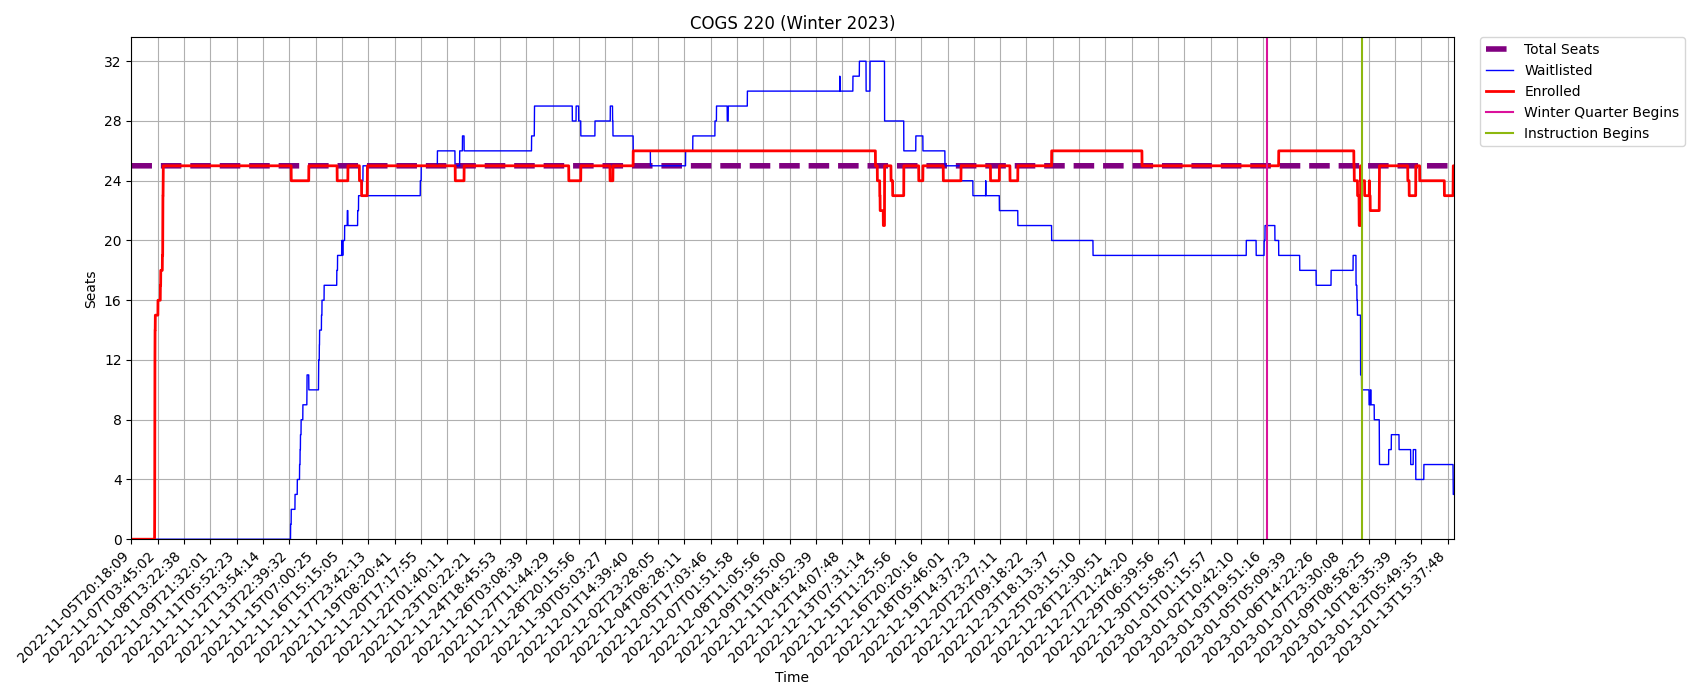 COGS 220 (Winter 2023)
Total Seats
Waitlisted
Enrolled
Winter Quarter Begins
Instruction Begins
Seats
32
28
24
20
16
12
8
4
0
2022-11-05T20:18:09
2022-11-07T03:45:02
2022-11-08T13:22:38
2022-11-09T21:32:01
2022-11-11T05:52:23
2022-11-12T13:54:14
2022-11-13T22:39:32
2022-11-15T07:00:25
2022-11-16T15:15:05
2022-11-17T23:42:13
2022-11-19T08:20:41
2022-11-20T17:17:55
2022-11-22T01:40:11
2022-11-23T10:22:21
2022-11-24T18:45:53
2022-11-26T03:08:39
2022-11-27T11:44:29
2022-11-28T20:15:56
2022-11-30T05:03:27
2022-12-01T14:39:40
2022-12-02T23:28:05
2022-12-04T08:28:11
2022-12-05T17:03:46
2022-12-07T01:51:58
2022-12-08T11:05:56
2022-12-09T19:55:00
2022-12-11T04:52:39
2022-12-12T14:07:48
2022-12-13T07:31:14
2022-12-15T11:25:56
2022-12-16T20:20:16
2022-12-18T05:46:01
2022-12-19T14:37:23
2022-12-20T23:27:11
2022-12-22T09:18:22
2022-12-23T18:13:37
2022-12-25T03:15:10
2022-12-26T12:30:51
2022-12-27T21:24:20
2022-12-29T06:39:56
2022-12-30T15:58:57
2023-01-01T01:15:57
2023-01-02T10:42:10
2023-01-03T19:51:16
2023-01-05T05:09:39
2023-01-06T14:22:26
2023-01-07T23:30:08
2023-01-09T08:58:25
2023-01-10T18:35:39
2023-01-12T05:49:35
2023-01-13T15:37:48
Time